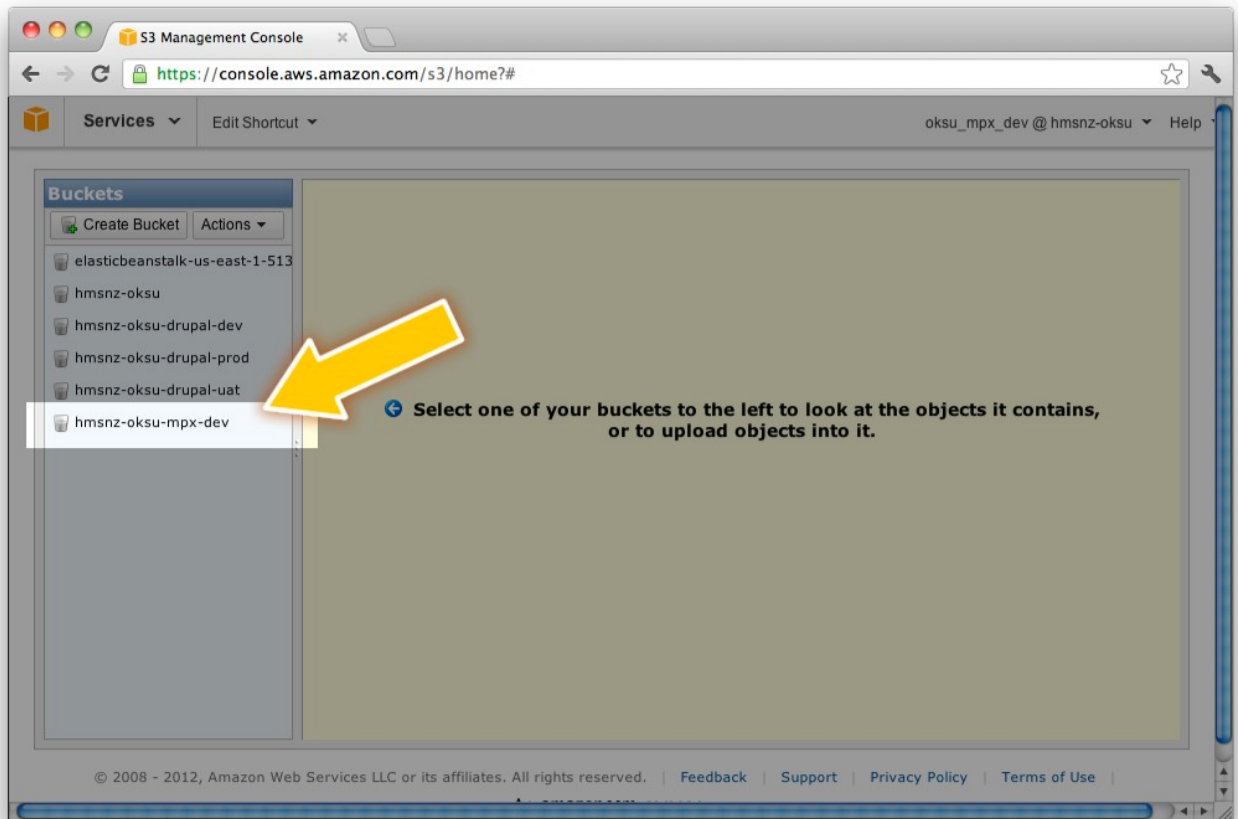 S3 Management Console
https://console.aws.amazon.com/s3/home?#
Services Edit Shortcut oksu_mpx_dev @ hmsnz-oksu Help
Buckets
Create Bucket Actions
elasticbeanstalk-us-east-1-513
hmsnz-oksu
hmsnz-oksu-drupal-dev
hmsnz-oksu-drupal-prod
hmsnz-oksu-drupal-uat
hmsnz-oksu-mpx-dev
Select one of your buckets to the left to look at the objects it contains,
or to upload objects into it.
© 2008 - 2012, Amazon Web Services LLC or its affiliates. All rights reserved. | Feedback | Support | Privacy Policy | Terms of Use |